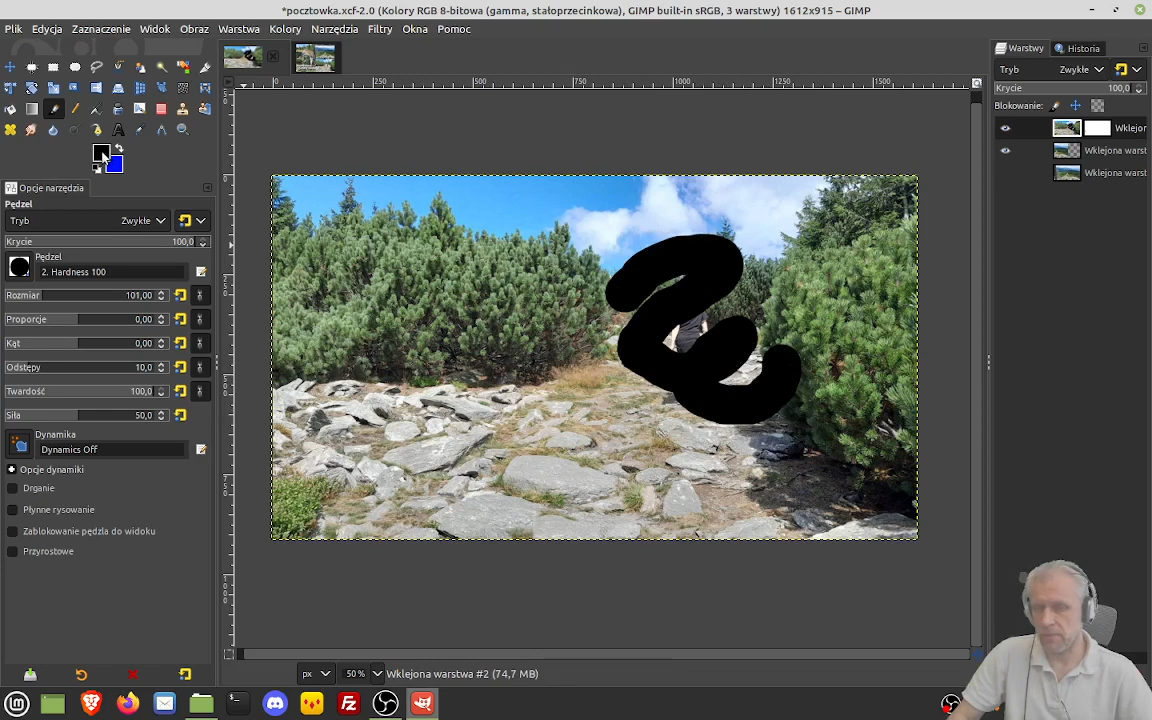 *pocztowka.xcf-2.0 (Kolory RGB 8-bitowa (gamma, stałoprzecinkowa), GIMP built-in sRGB, 3 warstwy) 1612x915 – GIMP
Plik Edycja Zaznaczenie Widok Obraz Warstwa Kolory Narzędzia Filtry Okna Pomoc
Opcje narzędzia
Pędzel
Tryb Zwykłe
Krycie 100,0
Pędzel
2. Hardness 100
Rozmiar 101,00
Proporcje 0,00
Kąt 0,00
Odstępy 10,0
Twardość 100,0
Siła 50,0
Dynamika
Dynamics Off
Opcje dynamiki
Drganie
Płynne rysowanie
Zablokowanie pędzla do widoku
Przyrostowe
0 250 500 750 1000 1250 1500
px 50 % Wklejona warstwa #2 (74,7 MB)
Warstwy Historia
Tryb Zwykłe
Krycie 100,0
Blokowanie:
Wklejor
Wklejona warst
Wklejona warst